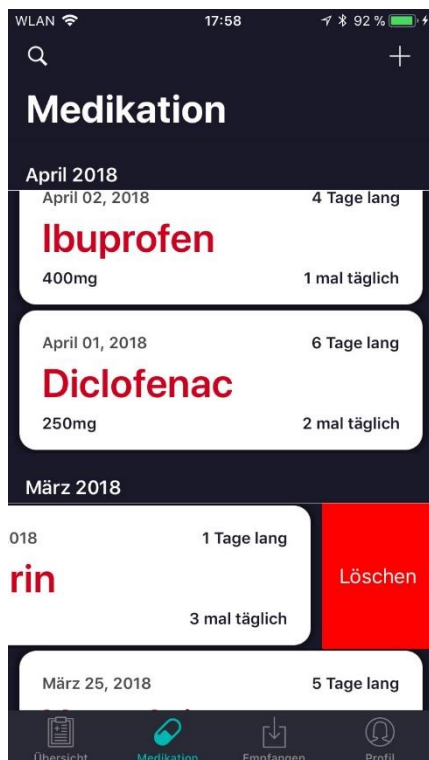 WLAN 17:58 92 %
Medikation
April 2018
April 02, 2018 4 Tage lang
Ibuprofen
400mg 1 mal täglich
April 01, 2018 6 Tage lang
Diclofenac
250mg 2 mal täglich
März 2018
018 1 Tage lang
rin Löschen
3 mal täglich
März 25, 2018 5 Tage lang
Übersicht Medikation Empfangen Profil